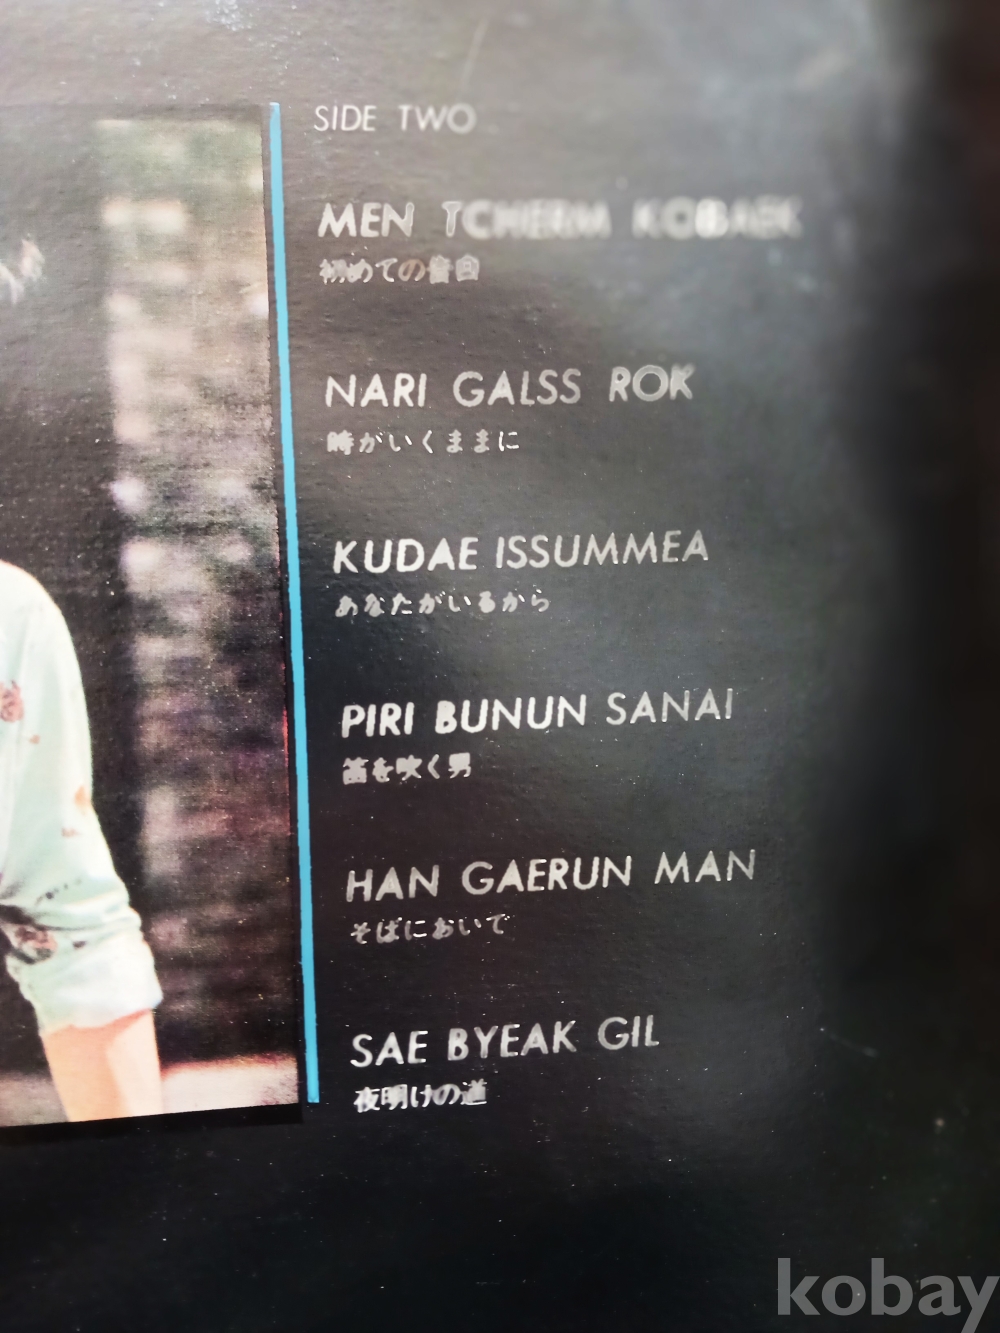 SIDE TWO
MEN TCHERM KOBAEK
初めての告白
NARI GALSS ROK
時がいくままに
KUDAE ISSUMMEA
あなたがいるから
PIRI BUNUN SANAI
笛を吹く男
HAN GAERUN MAN
そばにおいで
SAE BYEAK GIL
夜明けの道
kobay